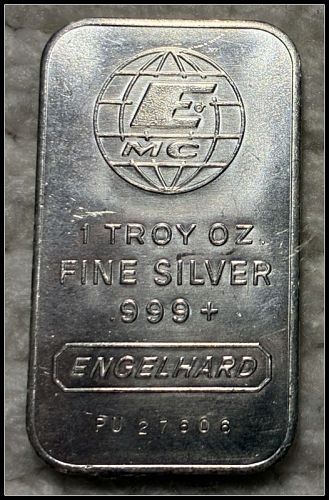 E
MC
1 TROY OZ.
FINE SILVER
.999+
ENGELHARD
PU 27606